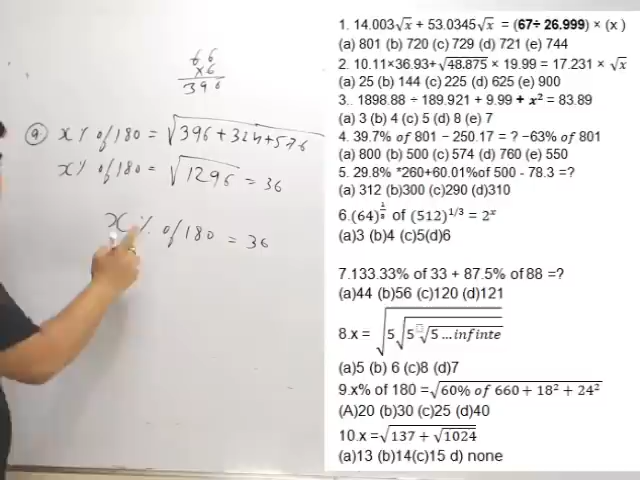 66
×6
396
9 x% of 180 = √396+324+576
x% of 180 = √1296 = 36
x% of 180 = 36
1. 14.003√x + 53.0345√x = (67÷ 26.999) × (x )
(a) 801 (b) 720 (c) 729 (d) 721 (e) 744
2. 10.11×36.93+√48.875 × 19.99 = 17.231 × √x
(a) 25 (b) 144 (c) 225 (d) 625 (e) 900
3.. 1898.88 ÷ 189.921 + 9.99 + x² = 83.89
(a) 3 (b) 4 (c) 5 (d) 8 (e) 7
4. 39.7% of 801 − 250.17 = ? −63% of 801
(a) 800 (b) 500 (c) 574 (d) 760 (e) 550
5. 29.8% *260+60.01%of 500 - 78.3 =?
(a) 312 (b)300 (c)290 (d)310
6.(64)^ of (512)^1/3 = 2^x
(a)3 (b)4 (c)5(d)6
7.133.33% of 33 + 87.5% of 88 =?
(a)44 (b)56 (c)120 (d)121
8.x = √5√5√5 ... infinte
(a)5 (b) 6 (c)8 (d)7
9.x% of 180 =√60% of 660 + 18² + 24²
(A)20 (b)30 (c)25 (d)40
10.x =√137 + √1024
(a)13 (b)14(c)15 d) none